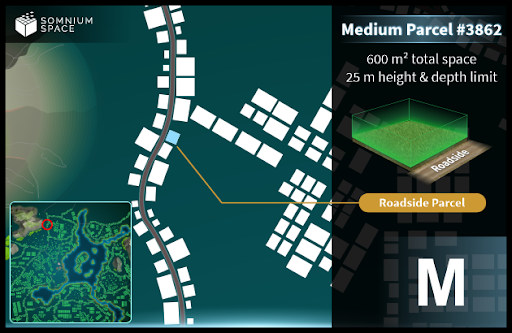 SOMNIUM
SPACE
Medium Parcel #3862
600 m² total space
25 m height & depth limit
Roadside
Roadside Parcel
M